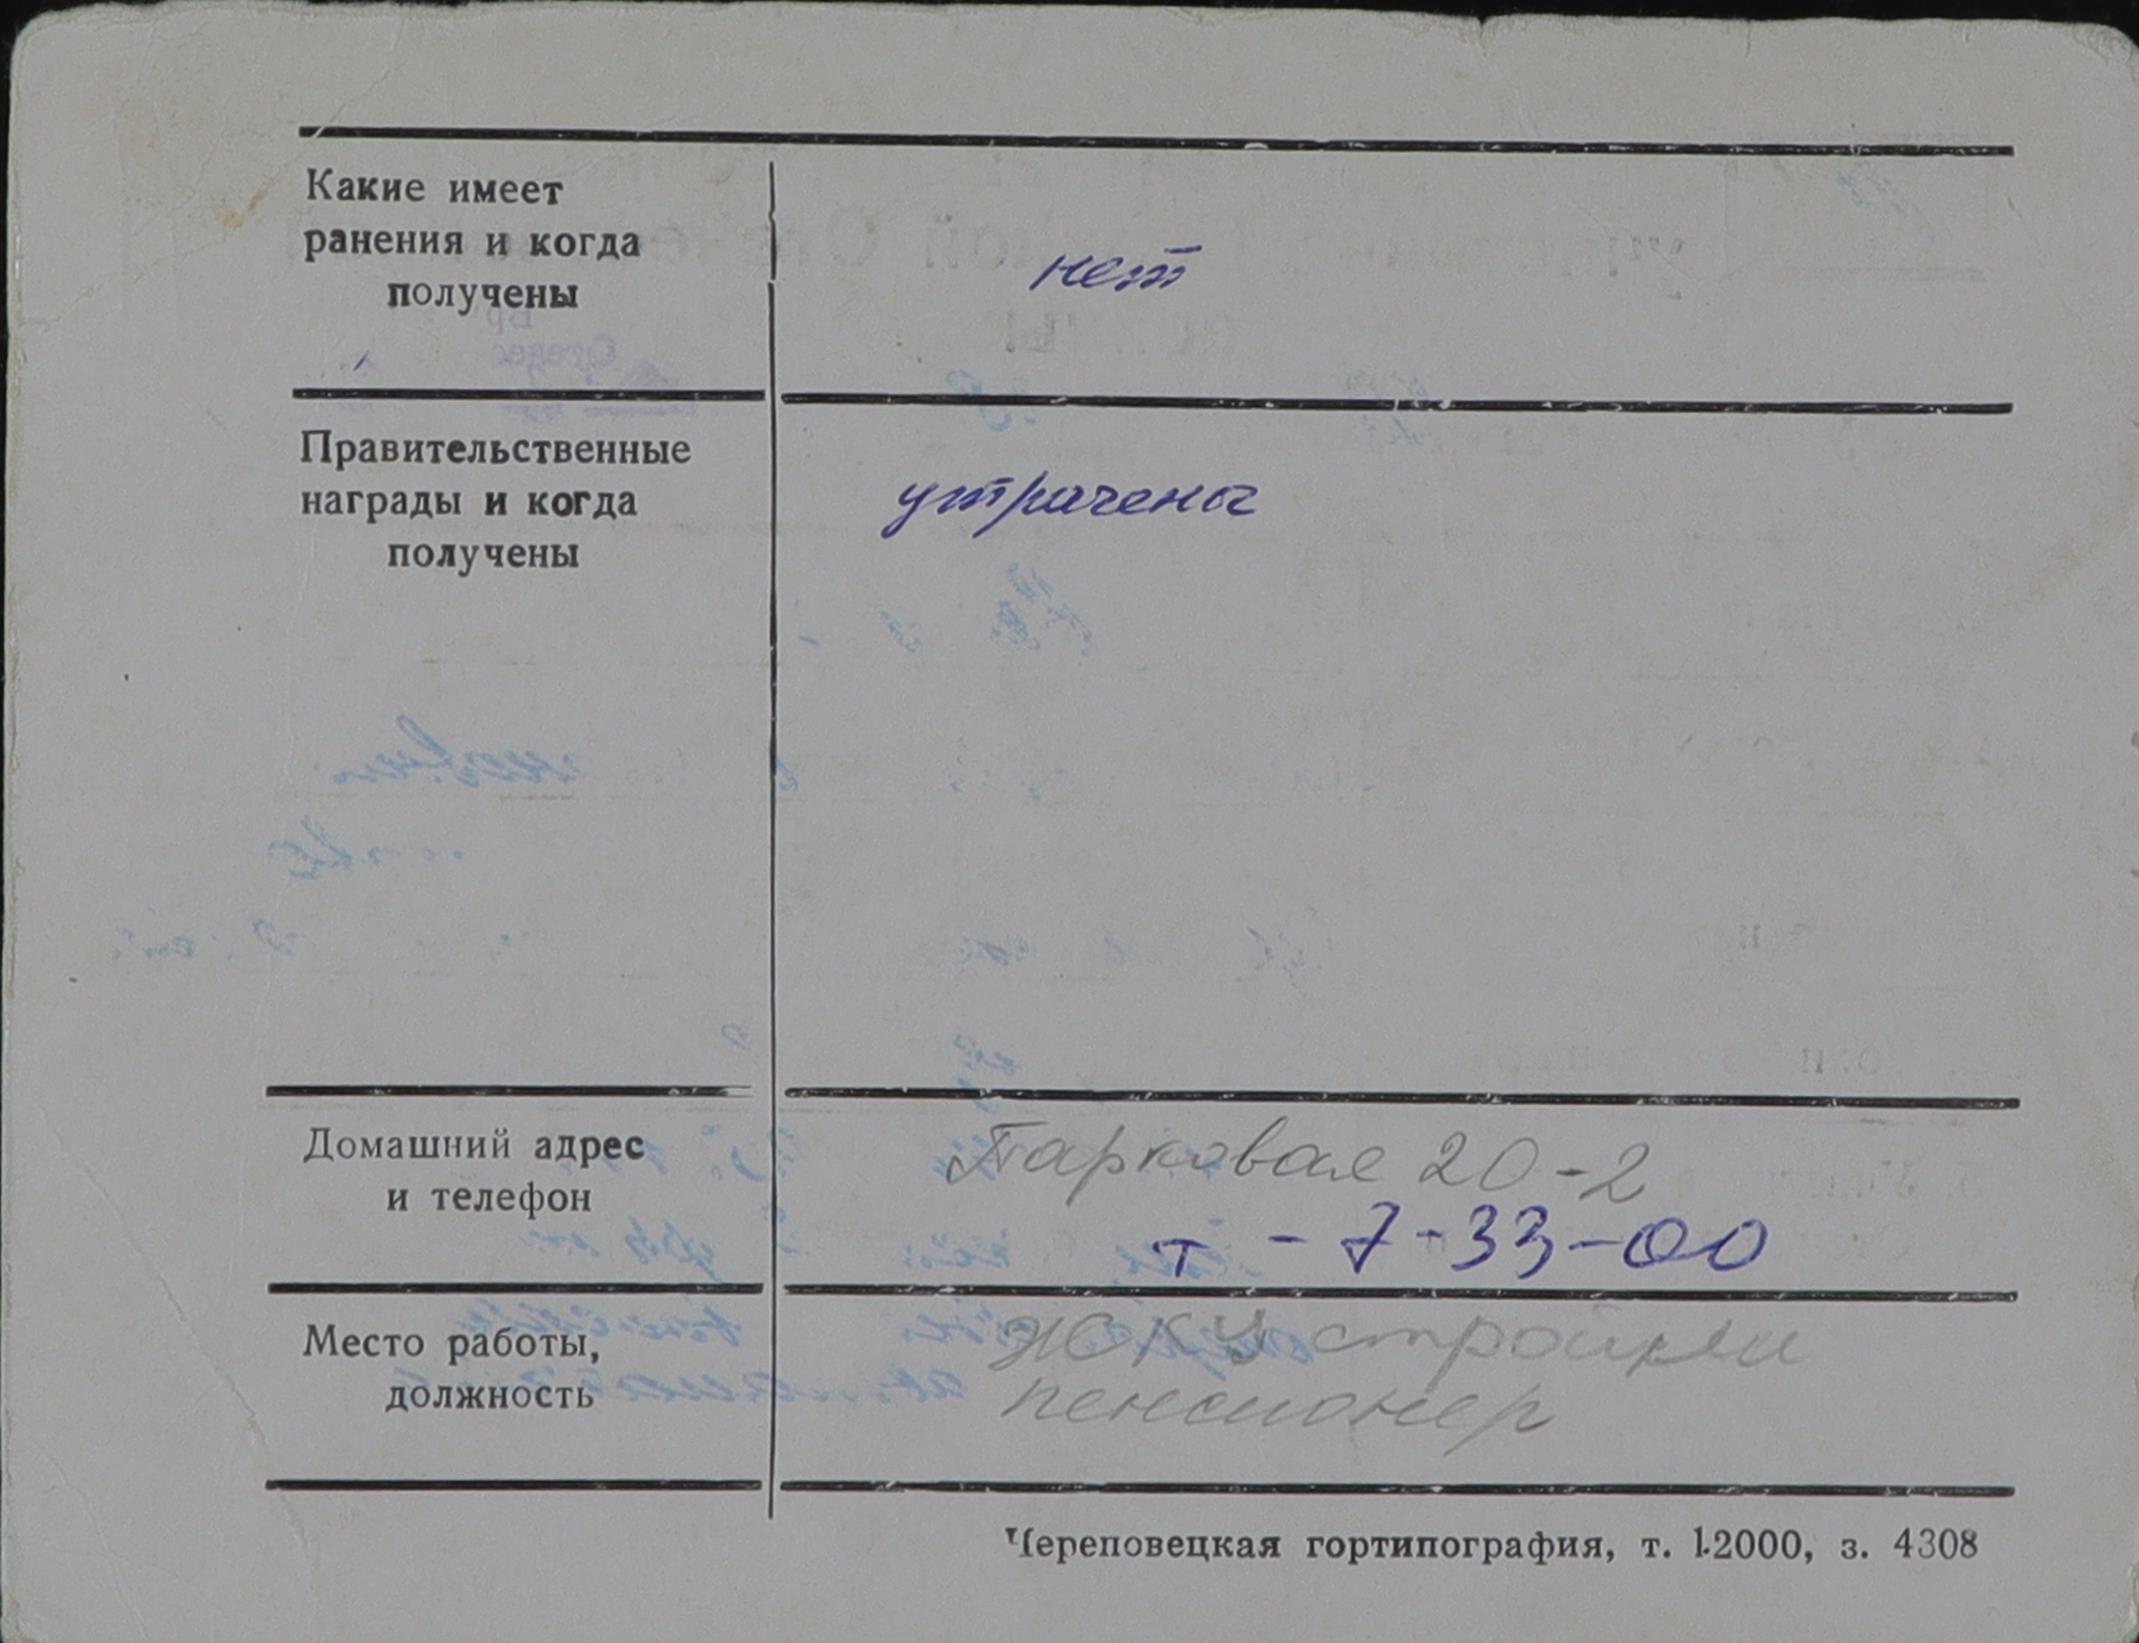 Какие имеет
ранения и когда
получены
нет
Правительственные
награды и когда
получены
утрачены
Домашний адрес
и телефон
Парковая 20-2
т - 7-33-00
Место работы,
должность
ЖКУ
пенсионер
Череповецкая гортипография, т. 12000, з. 4308